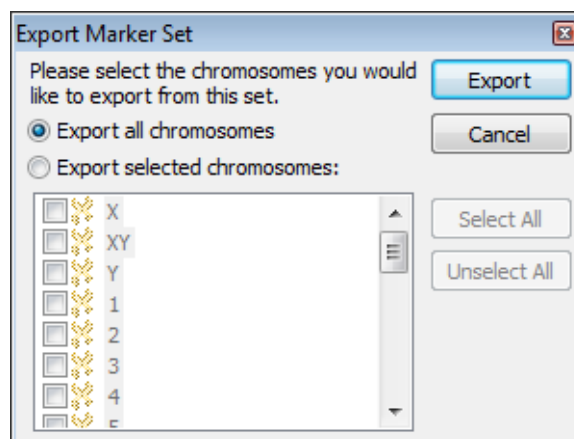 Export Marker Set
Please select the chromosomes you would
like to export from this set.
Export all chromosomes
Export selected chromosomes:
X
XY
Y
1
2
3
4
Export
Cancel
Select All
Unselect All